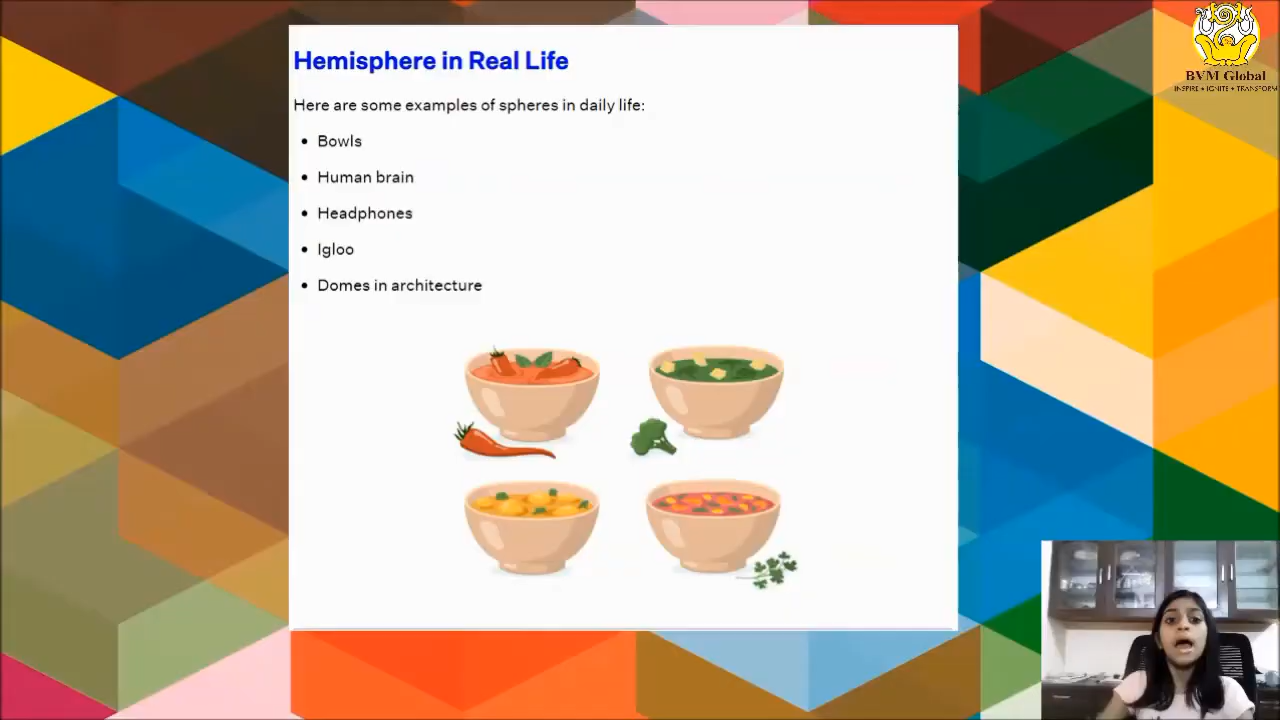 Hemisphere in Real Life
Here are some examples of spheres in daily life:
• Bowls
• Human brain
• Headphones
• Igloo
• Domes in architecture
BVM Global
INSPIRE • IGNITE • TRANSFORM